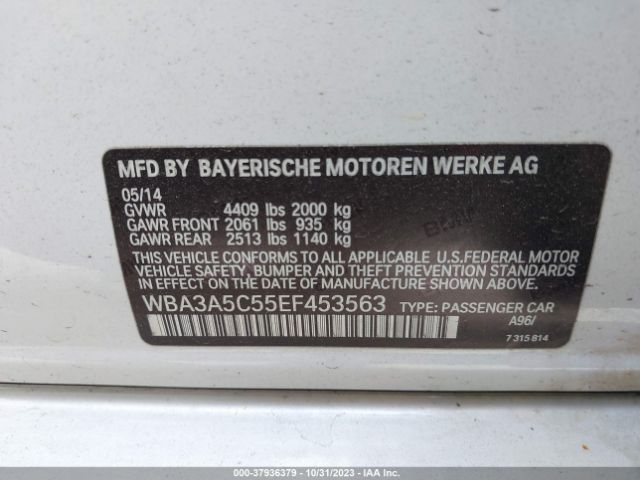 MFD BY BAYERISCHE MOTOREN WERKE AG
05/14
GVWR 4409 lbs 2000 kg
GAWR FRONT 2061 lbs 935 kg
GAWR REAR 2513 lbs 1140 kg
BMW
THIS VEHICLE CONFORMS TO ALL APPLICABLE U.S.FEDERAL MOTOR
VEHICLE SAFETY, BUMPER AND THEFT PREVENTION STANDARDS
IN EFFECT ON THE DATE OF MANUFACTURE SHOWN ABOVE.
WBA3A5C55EF453563 TYPE: PASSENGER CAR
A96/
7 315 814
000-37936379 - 10/31/2023 - IAA Inc.